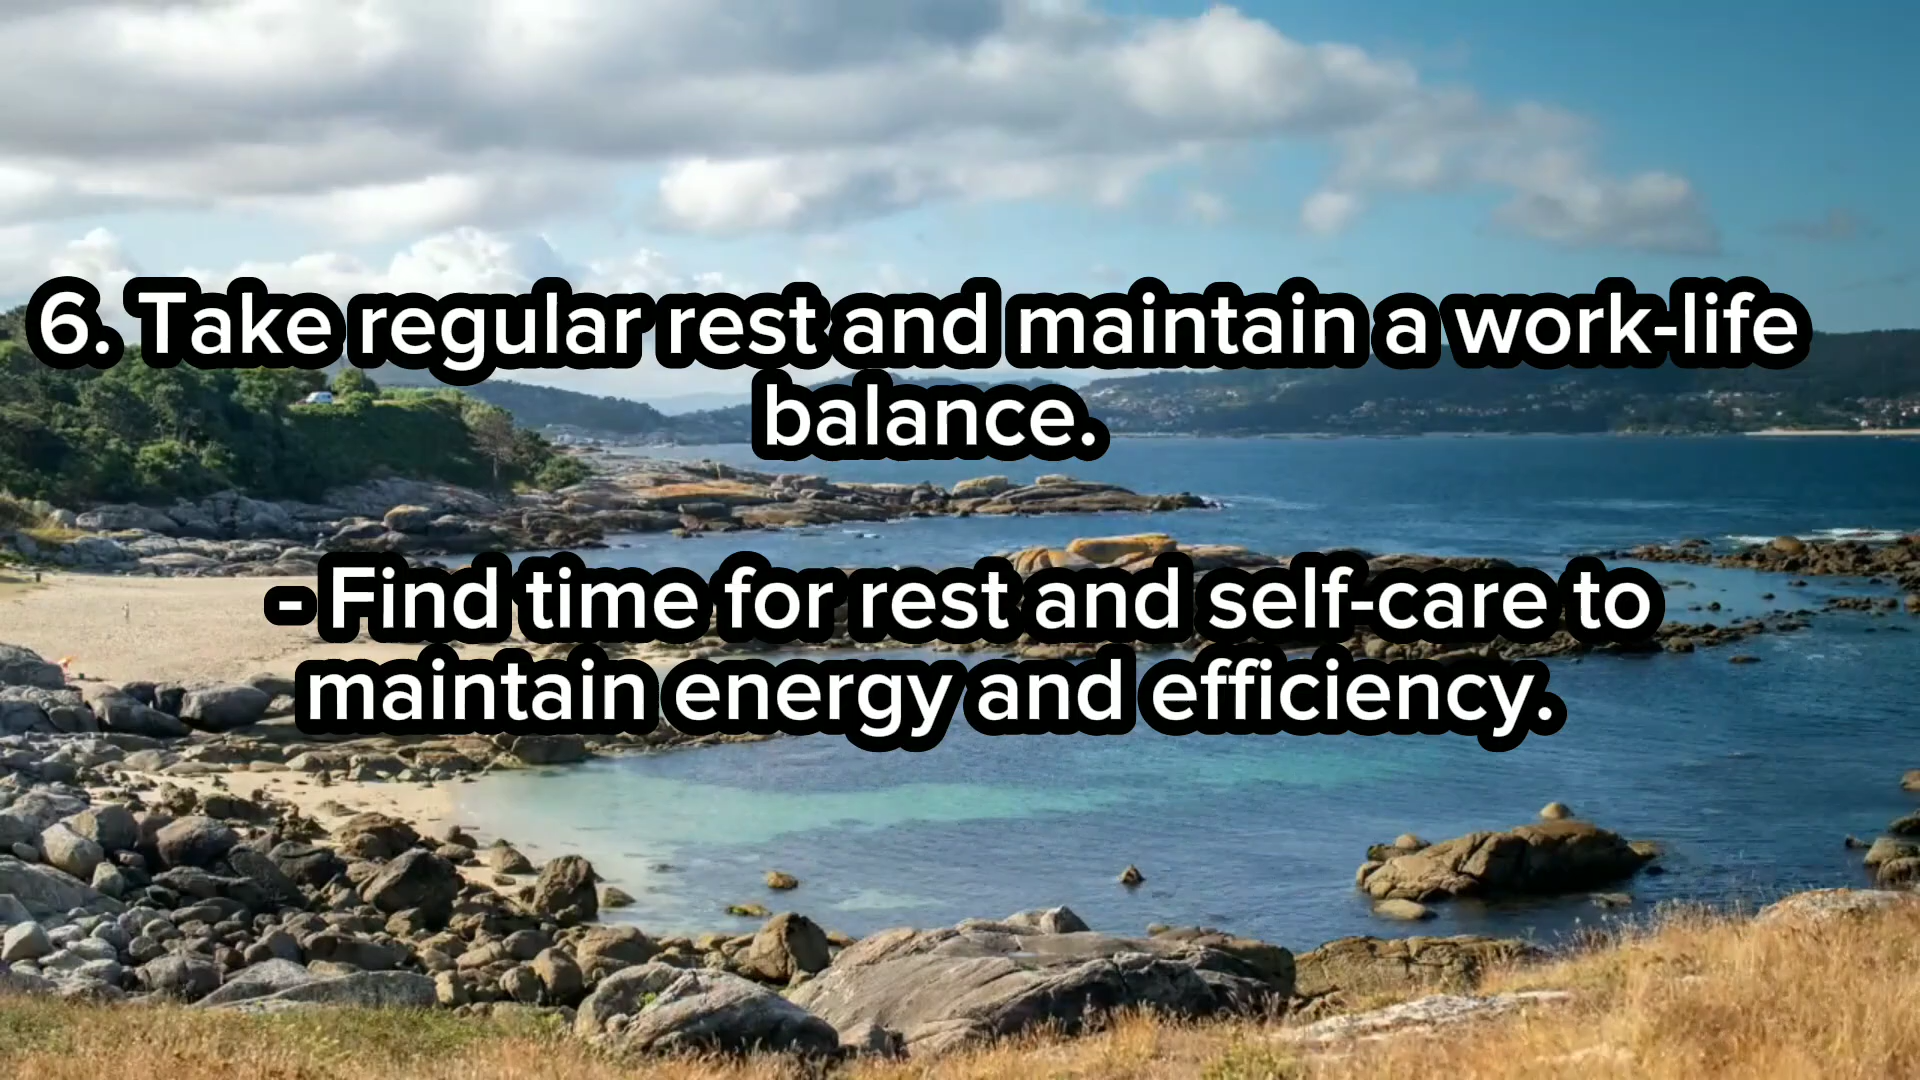 6. Take regular rest and maintain a work-life
balance.
- Find time for rest and self-care to
maintain energy and efficiency.